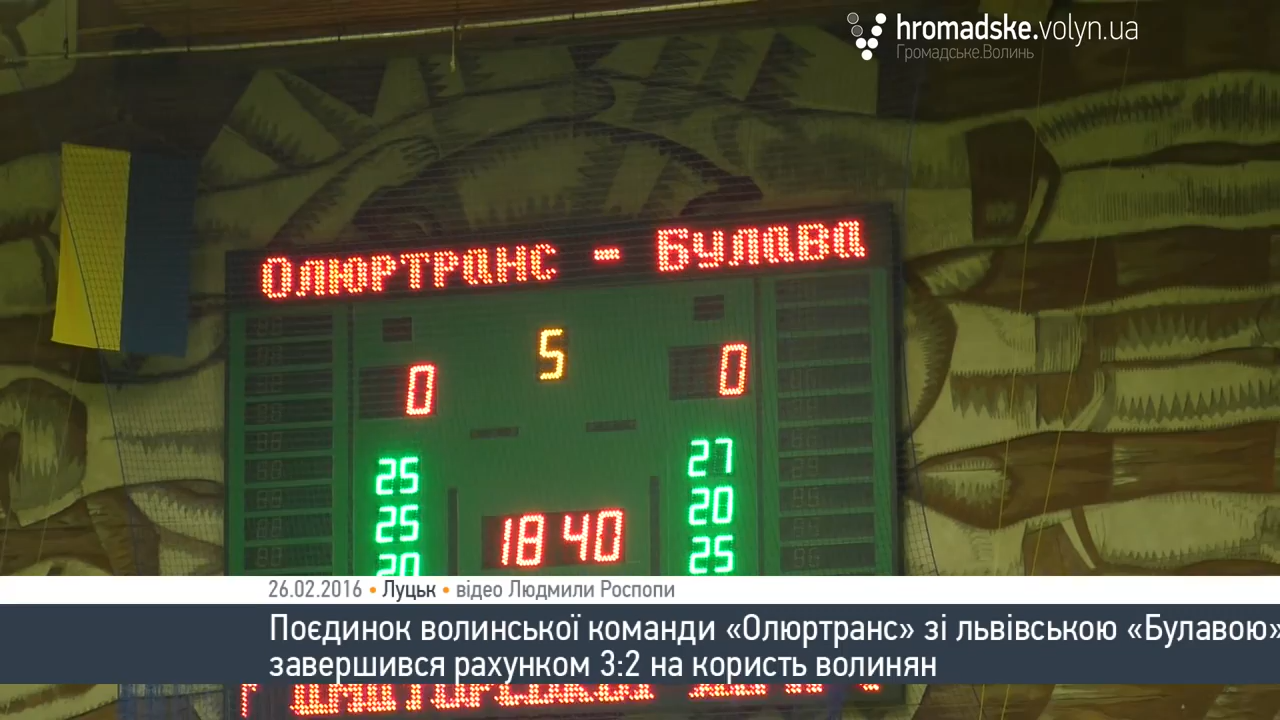 hromadske.volyn.ua
Громадське.Волинь
Олюртранс - Булава
5
0 0
25 27
25 20
20 25
18 40
26.02.2016 • Луцьк • відео Людмили Роспопи
Поєдинок волинської команди «Олюртранс» зі львівською «Булавою»
завершився рахунком 3:2 на користь волинян